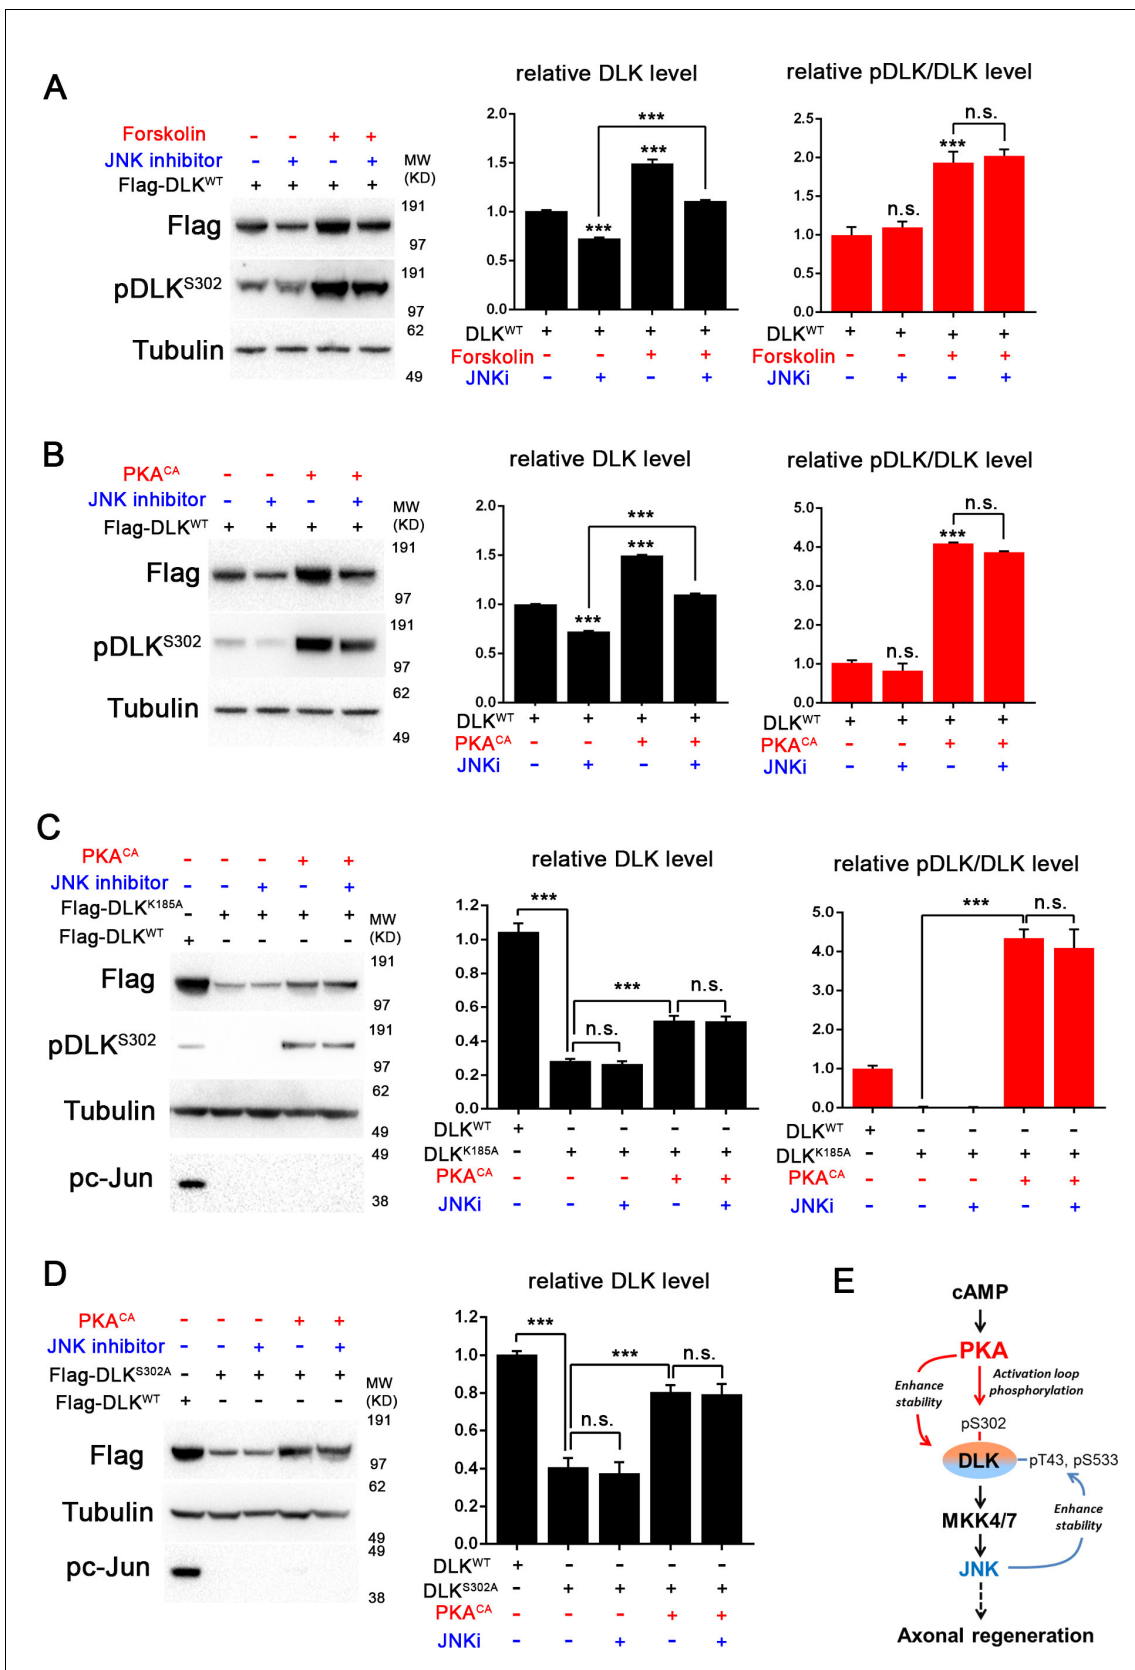 A
Forskolin - - + +
JNK inhibitor - + - +
Flag-DLKWT + + + +
MW
(KD)
Flag
191
97
pDLKS302
191
97
Tubulin
62
49
relative DLK level
2.0
1.5
1.0
0.5
0.0
***
***
***
DLKWT + + + +
Forskolin - - + +
JNKi - + - +
relative pDLK/DLK level
2.5
2.0
1.5
1.0
0.5
0.0
n.s.
***
n.s.
DLKWT + + + +
Forskolin - - + +
JNKi - + - +
B
PKACA - - + +
JNK inhibitor - + - +
Flag-DLKWT + + + +
MW
(KD)
Flag
191
97
pDLKS302
191
97
Tubulin
62
49
relative DLK level
2.0
1.5
1.0
0.5
0.0
***
***
***
DLKWT + + + +
PKACA - - + +
JNKi - + - +
relative pDLK/DLK level
5.0
4.0
3.0
2.0
1.0
0.0
n.s.
***
n.s.
DLKWT + + + +
PKACA - - + +
JNKi - + - +
C
PKACA - - - + +
JNK inhibitor - - + - +
Flag-DLKK185A - + + + +
Flag-DLKWT + - - - -
MW
(KD)
Flag
191
97
pDLKS302
191
97
Tubulin
62
49
pc-Jun
49
38
relative DLK level
1.2
1.0
0.8
0.6
0.4
0.2
0.0
***
***
n.s.
n.s.
DLKWT + - - - -
DLKK185A - + + + +
PKACA - - - + +
JNKi - - + - +
relative pDLK/DLK level
5.0
4.0
3.0
2.0
1.0
0.0
***
n.s.
DLKWT + - - - -
DLKK185A - + + + +
PKACA - - - + +
JNKi - - + - +
D
PKACA - - - + +
JNK inhibitor - - + - +
Flag-DLKS302A - + + + +
Flag-DLKWT + - - - -
MW
(KD)
Flag
191
97
Tubulin
62
49
pc-Jun
49
38
relative DLK level
1.2
1.0
0.8
0.6
0.4
0.2
0.0
***
***
n.s.
n.s.
DLKWT + - - - -
DLKS302A - + + + +
PKACA - - - + +
JNKi - - + - +
E
cAMP
PKA
Enhance
stability
Activation loop
phosphorylation
pS302
DLK
pT43, pS533
MKK4/7
Enhance
stability
JNK
Axonal regeneration